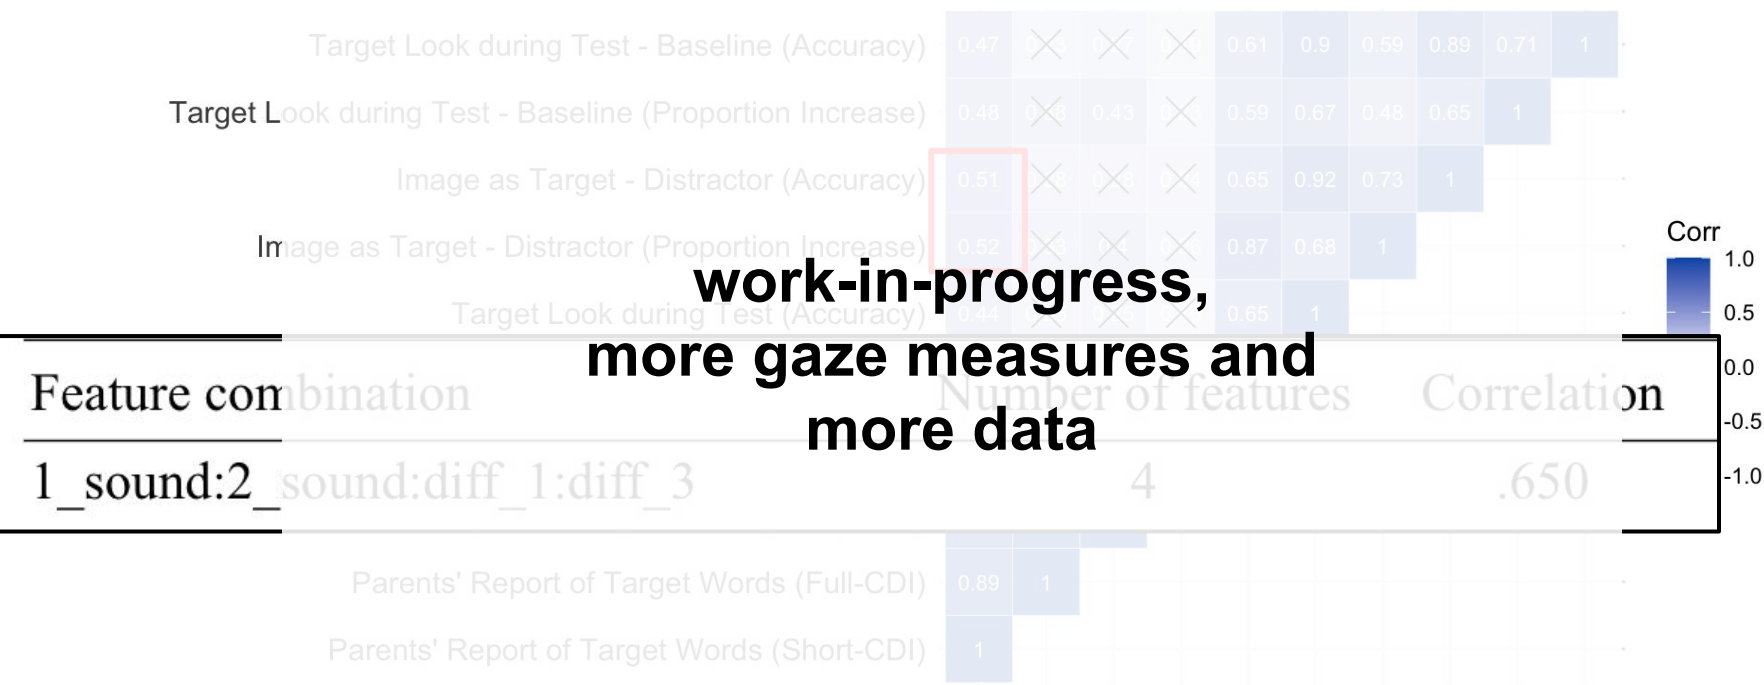 Target Look during Test - Baseline (Accuracy) 0.47 0.61 0.9 0.59 0.89 0.71 1
Target Look during Test - Baseline (Proportion Increase) 0.48 0.43 0.59 0.67 0.48 0.65 1
Image as Target - Distractor (Accuracy) 0.51 0.65 0.92 0.73 1
Image as Target - Distractor (Proportion Increase) 0.52 0.87 0.68 1
Corr
1.0
0.5
0.0
-0.5
-1.0
Target Look during Test (Accuracy) 0.44 0.65 1
work-in-progress,
more gaze measures and
more data
Feature combination Number of features Correlation
1_sound:2_sound:diff_1:diff_3 4 .650
Parents' Report of Target Words (Full-CDI) 0.89 1
Parents' Report of Target Words (Short-CDI) 1